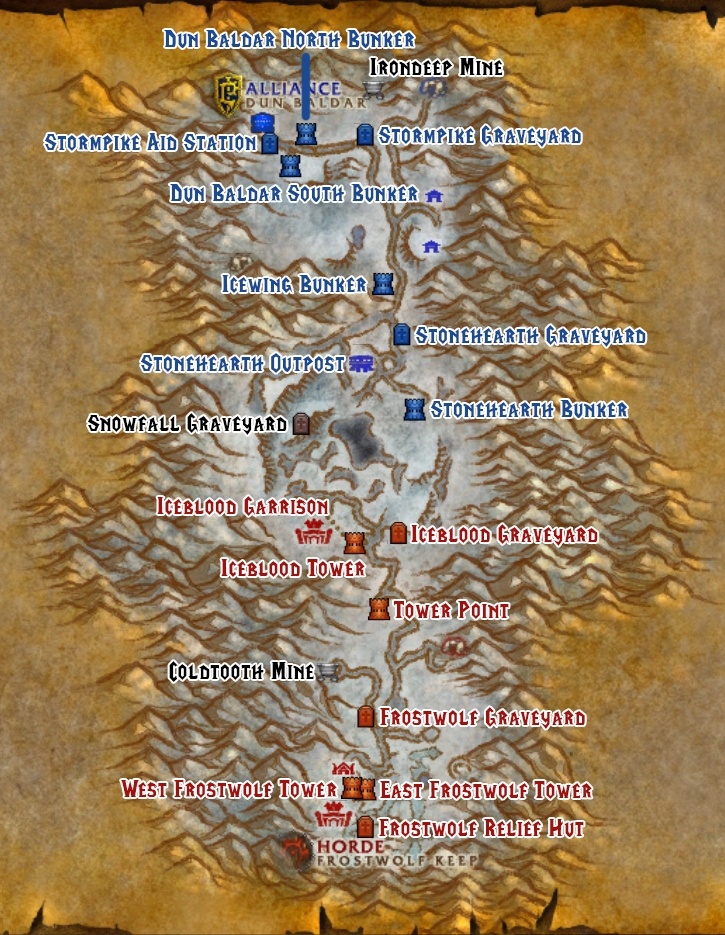 Dun Baldar North Bunker
Irondeep Mine
ALLIANCE
DUN BALDAR
Stormpike Aid Station
Stormpike Graveyard
Dun Baldar South Bunker
Icewing Bunker
Stonehearth Graveyard
Stonehearth Outpost
Stonehearth Bunker
Snowfall Graveyard
Iceblood Garrison
Iceblood Graveyard
Iceblood Tower
Tower Point
Coldtooth Mine
Frostwolf Graveyard
West Frostwolf Tower
East Frostwolf Tower
Frostwolf Relief Hut
HORDE
FROSTWOLF KEEP